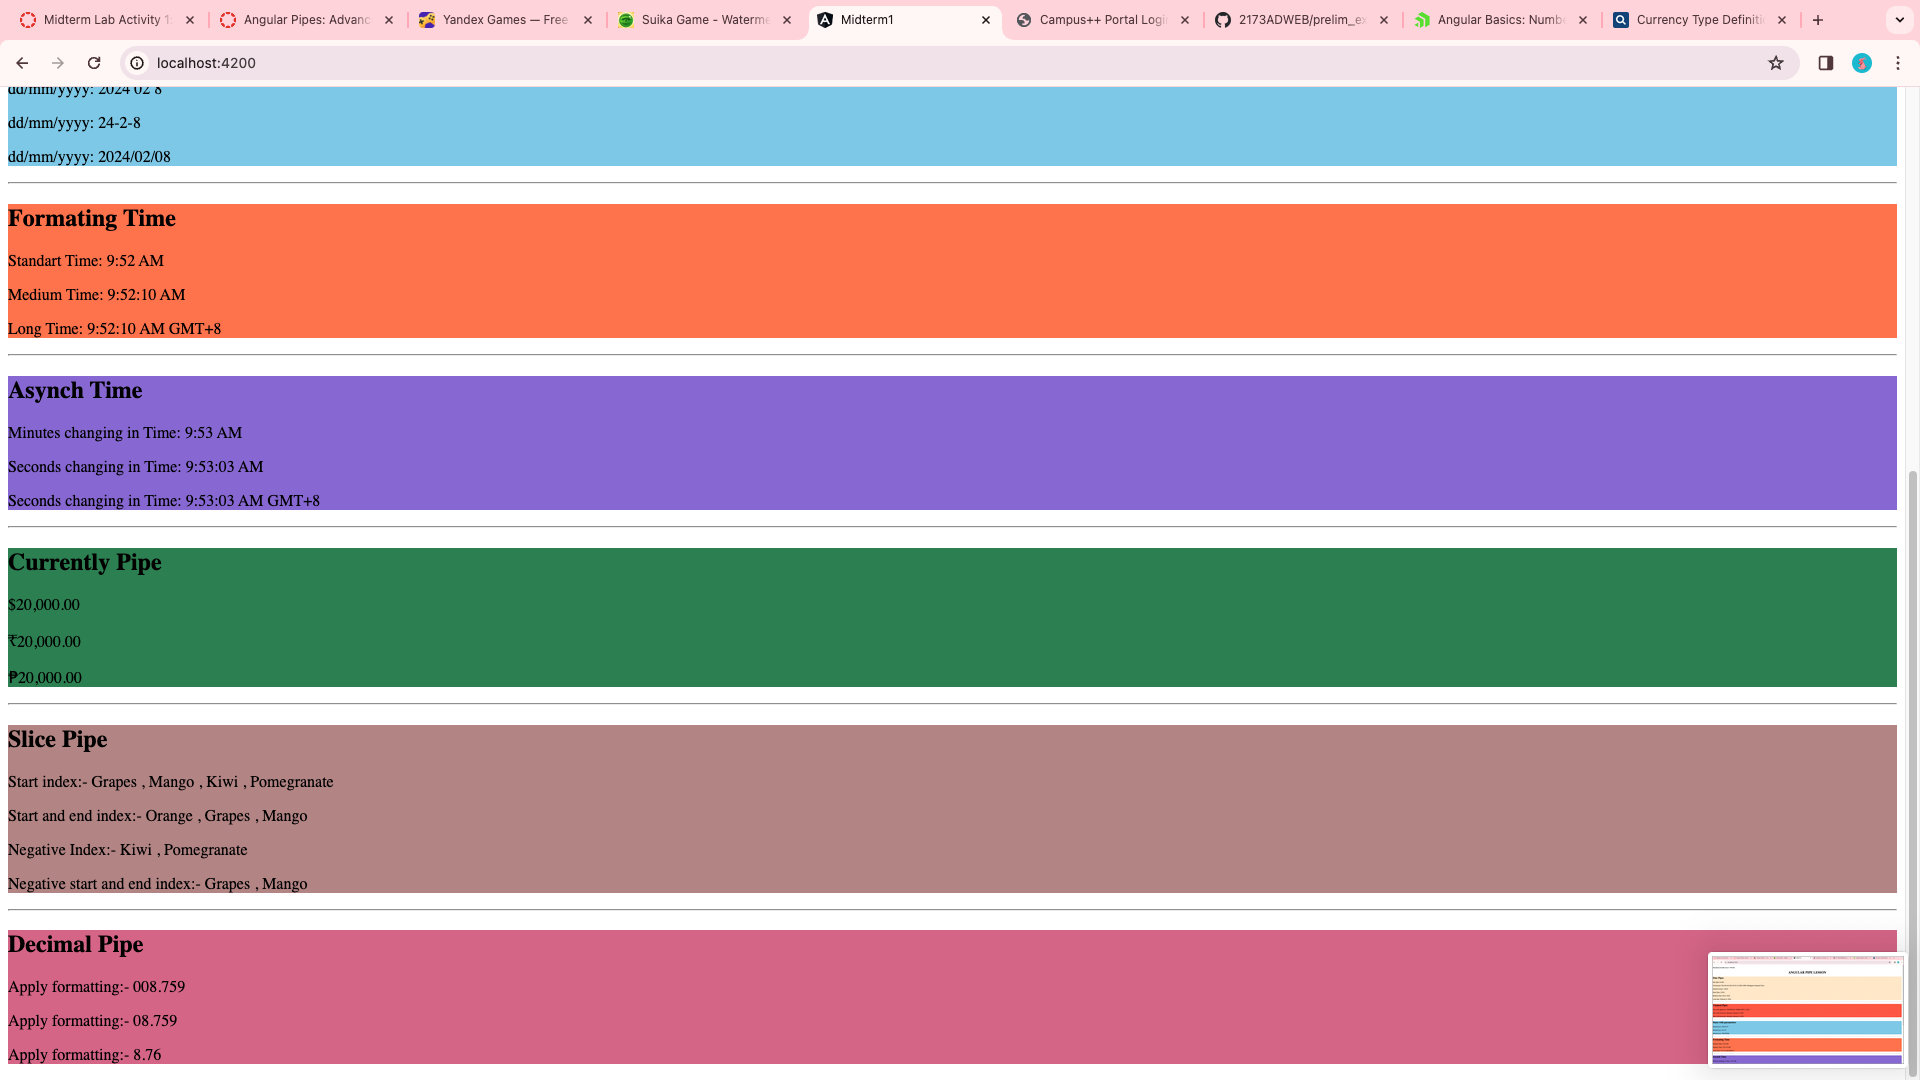 Midterm Lab Activity 1
Angular Pipes: Advanc
Yandex Games — Free
Suika Game - Waterme
Midterm1
Campus++ Portal Logi
2173ADWEB/prelim_ex
Angular Basics: Numb
Currency Type Definiti
localhost:4200
dd/mm/yyyy: 2024 02 8
dd/mm/yyyy: 24-2-8
dd/mm/yyyy: 2024/02/08
Formating Time
Standart Time: 9:52 AM
Medium Time: 9:52:10 AM
Long Time: 9:52:10 AM GMT+8
Asynch Time
Minutes changing in Time: 9:53 AM
Seconds changing in Time: 9:53:03 AM
Seconds changing in Time: 9:53:03 AM GMT+8
Currently Pipe
$20,000.00
₹20,000.00
₱20,000.00
Slice Pipe
Start index:- Grapes , Mango , Kiwi , Pomegranate
Start and end index:- Orange , Grapes , Mango
Negative Index:- Kiwi , Pomegranate
Negative start and end index:- Grapes , Mango
Decimal Pipe
Apply formatting:- 008.759
Apply formatting:- 08.759
Apply formatting:- 8.76
ANGULAR PIPE LESSON